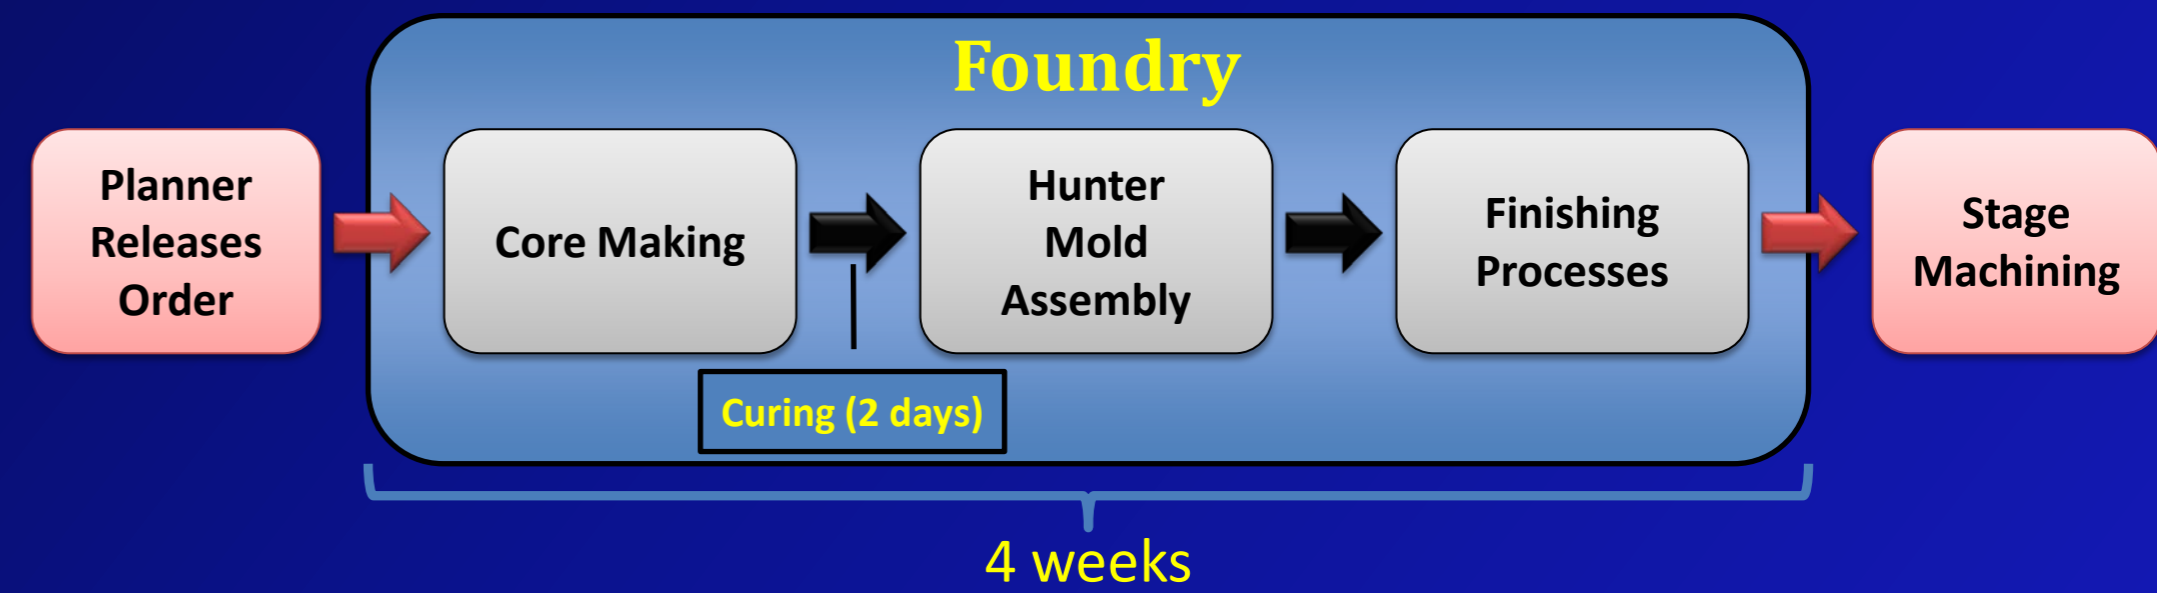 Foundry
Planner
Releases
Order
Core Making
Hunter
Mold
Assembly
Finishing
Processes
Stage
Machining
Curing (2 days)
4 weeks